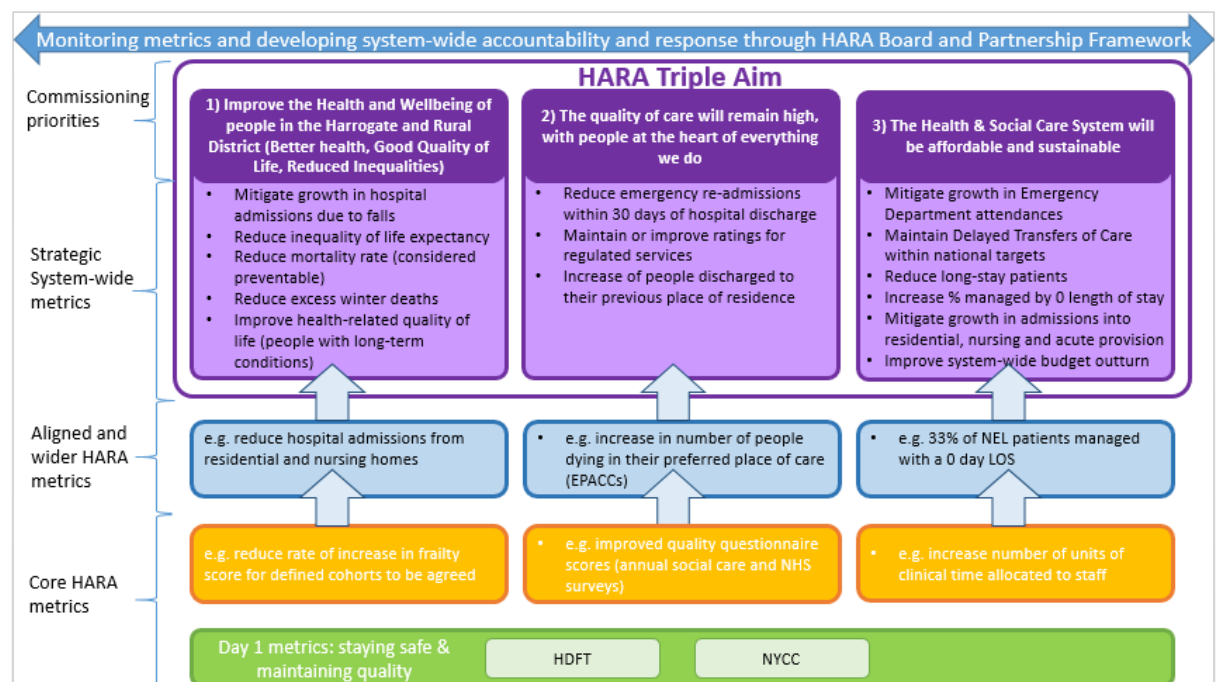 Monitoring metrics and developing system-wide accountability and response through HARA Board and Partnership Framework
HARA Triple Aim
Commissioning
priorities
1) Improve the Health and Wellbeing of
people in the Harrogate and Rural
District (Better health, Good Quality of
Life, Reduced Inequalities)
2) The quality of care will remain high,
with people at the heart of everything
we do
3) The Health & Social Care System will
be affordable and sustainable
Strategic
System-wide
metrics
• Mitigate growth in hospital
admissions due to falls
• Reduce inequality of life expectancy
• Reduce mortality rate (considered
preventable)
• Reduce excess winter deaths
• Improve health-related quality of
life (people with long-term
conditions)
• Reduce emergency re-admissions
within 30 days of hospital discharge
• Maintain or improve ratings for
regulated services
• Increase of people discharged to
their previous place of residence
• Mitigate growth in Emergency
Department attendances
• Maintain Delayed Transfers of Care
within national targets
• Reduce long-stay patients
• Increase % managed by 0 length of stay
• Mitigate growth in admissions into
residential, nursing and acute provision
• Improve system-wide budget outturn
Aligned and
wider HARA
metrics
e.g. reduce hospital admissions from
residential and nursing homes
• e.g. increase in number of people
dying in their preferred place of care
(EPACCs)
• e.g. 33% of NEL patients managed
with a 0 day LOS
Core HARA
metrics
e.g. reduce rate of increase in frailty
score for defined cohorts to be agreed
• e.g. improved quality questionnaire
scores (annual social care and NHS
surveys)
• e.g. increase number of units of
clinical time allocated to staff
Day 1 metrics: staying safe &
maintaining quality
HDFT
NYCC